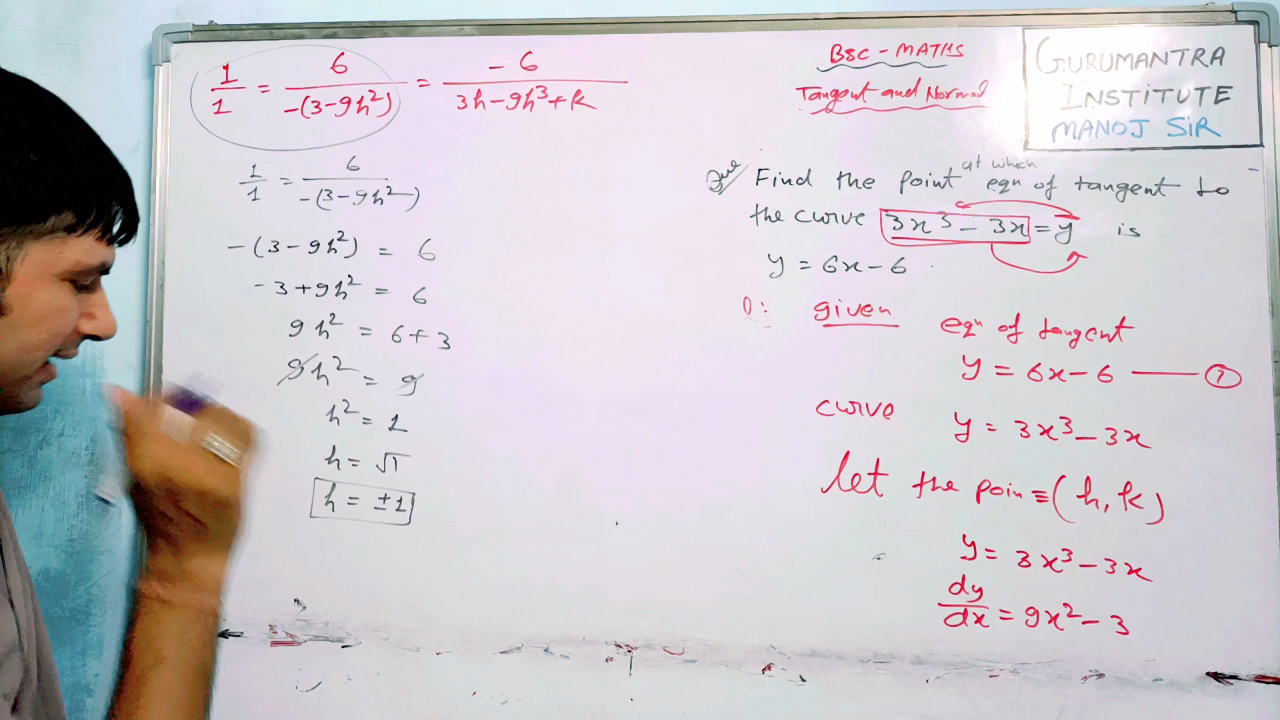 1/1 = 6/-(3-9h²) = -6/3h-9h³+k
1/1 = 6/-(3-9h²)
-(3-9h²) = 6
-3+9h² = 6
9h² = 6+3
9h² = 9
h² = 1
h = √1
h = ±1
BSC - MATHS
Tangent and Normal
GURUMANTRA
INSTITUTE
MANOJ SIR
Que Find the point at which eqn of tangent to
the curve 3x³ - 3x = y is
y = 6x-6
given
eqn of tangent
y = 6x-6 — ①
curve y = 3x³-3x
let the poin ≡ (h, k)
y = 3x³-3x
dy/dx = 9x²-3